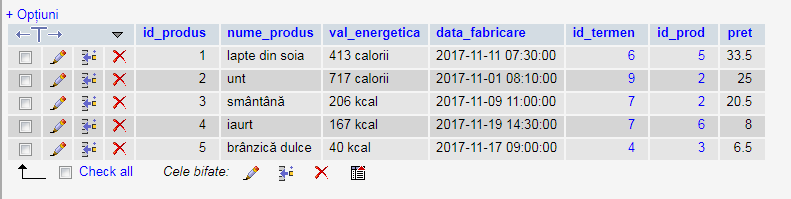 + Opțiuni
id_produs nume_produs val_energetica data_fabricare id_termen id_prod pret
1 lapte din soia 413 calorii 2017-11-11 07:30:00 6 5 33.5
2 unt 717 calorii 2017-11-01 08:10:00 9 2 25
3 smântână 206 kcal 2017-11-09 11:00:00 7 2 20.5
4 iaurt 167 kcal 2017-11-19 14:30:00 7 6 8
5 brânzică dulce 40 kcal 2017-11-17 09:00:00 4 3 6.5
Check all Cele bifate: